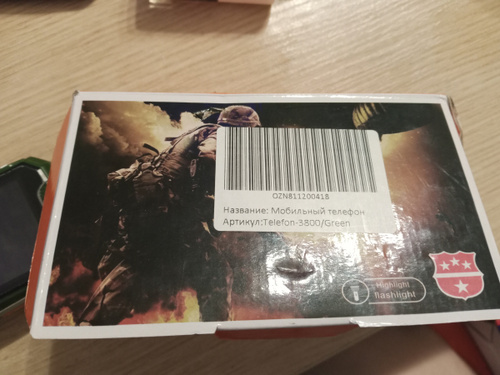 OZN811200418
Название: Мобильный телефон
Артикул:Telefon-3800/Green
Highlight
flashlight